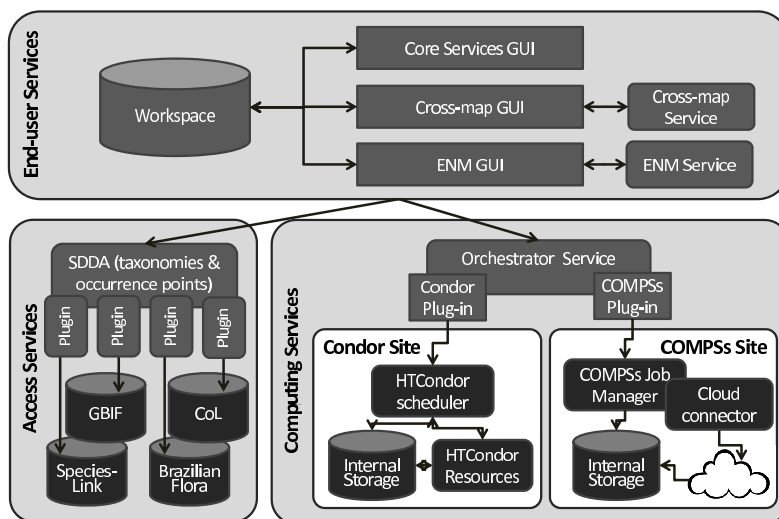 End-user Services
Core Services GUI
Workspace
Cross-map GUI
Cross-map
Service
ENM GUI
ENM Service
Access Services
SDDA (taxonomies &
occurrence points)
Plugin
Plugin
Plugin
Plugin
GBIF
CoL
Species-
Link
Brazilian
Flora
Computing Services
Orchestrator Service
Condor
Plug-in
COMPSs
Plug-in
Condor Site
HTCondor
scheduler
Internal
Storage
HTCondor
Resources
COMPSs Site
COMPSs Job
Manager
Cloud
connector
Internal
Storage